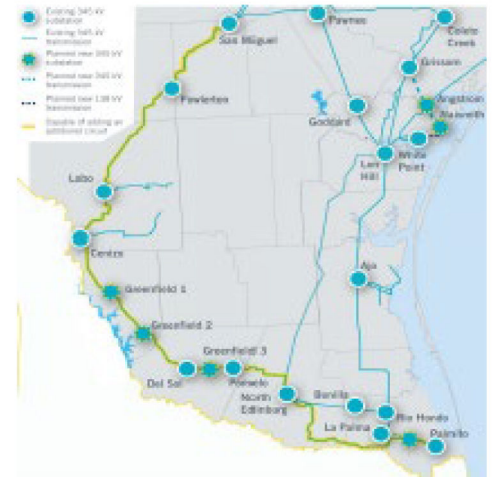 Existing 345 kV
substation
Existing 345 kV
transmission
Planned new 345 kV
substation
Planned new 345 kV
transmission
Planned new 138 kV
transmission
Capable of adding an
additional circuit
San Miguel
Pawnee
Coleto
Creek
Grissom
Fowlerton
Goddard
Angstrom
Naismith
Lon
Hill
White
Point
Lobo
Cenizo
Ajo
Greenfield 1
Greenfield 2
Greenfield 3
Del Sol
Pomelo
North
Edinburg
Bonilla
Rio Hondo
La Palma
Palmito